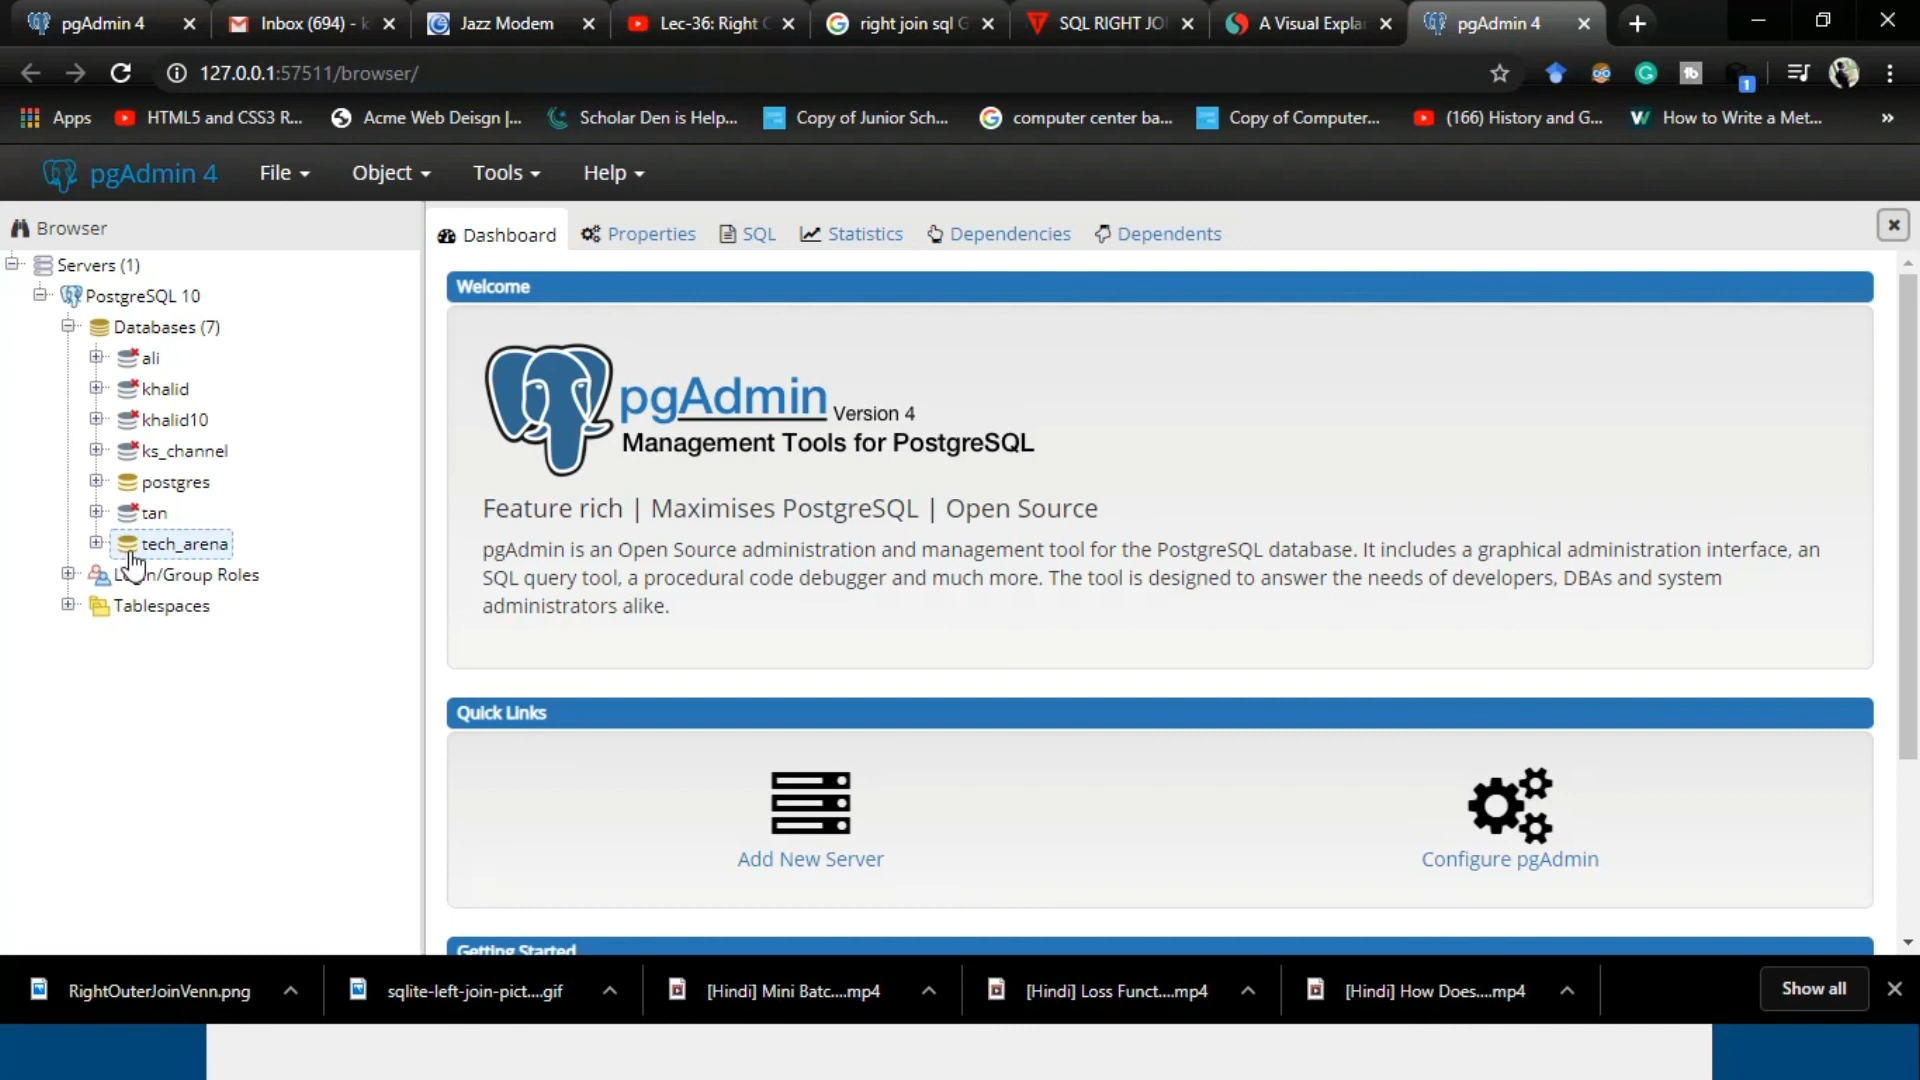 pgAdmin 4
Inbox (694) - k
Jazz Modem
Lec-36: Right
right join sql
SQL RIGHT JO
A Visual Expla
pgAdmin 4
127.0.0.1:57511/browser/
1
Apps
HTML5 and CSS3 R...
Acme Web Deisgn |...
Scholar Den is Help...
Copy of Junior Sch...
computer center ba...
Copy of Computer...
(166) History and G...
How to Write a Met...
»
pgAdmin 4
File
Object
Tools
Help
Browser
Dashboard
Properties
SQL
Statistics
Dependencies
Dependents
Servers (1)
PostgreSQL 10
Databases (7)
ali
khalid
khalid10
ks_channel
postgres
tan
tech_arena
/Group Roles
Tablespaces
Welcome
pgAdmin Version 4
Management Tools for PostgreSQL
Feature rich | Maximises PostgreSQL | Open Source
pgAdmin is an Open Source administration and management tool for the PostgreSQL database. It includes a graphical administration interface, an
SQL query tool, a procedural code debugger and much more. The tool is designed to answer the needs of developers, DBAs and system
administrators alike.
Quick Links
Add New Server
Configure pgAdmin
Getting Started
RightOuterJoinVenn.png
sqlite-left-join-pict....gif
[Hindi] Mini Batc....mp4
[Hindi] Loss Funct....mp4
[Hindi] How Does....mp4
Show all